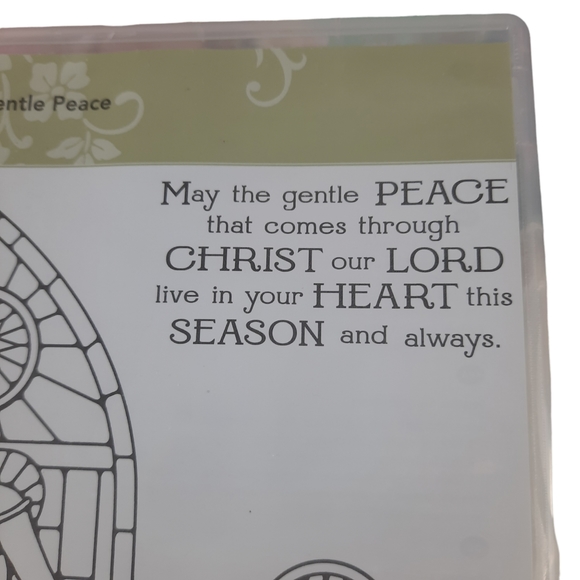 entle Peace
May the gentle PEACE
that comes through
CHRIST our LORD
live in your HEART this
SEASON and always.